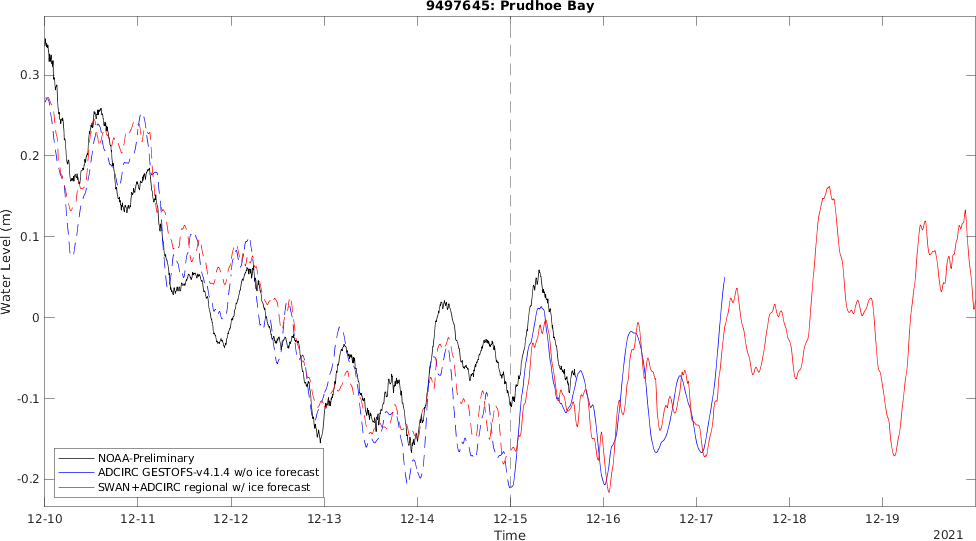 9497645: Prudhoe Bay
Water Level (m)
0.3
0.2
0.1
0
-0.1
-0.2
NOAA-Preliminary
ADCIRC GESTOFS-v4.1.4 w/o ice forecast
SWAN+ADCIRC regional w/ ice forecast
12-10 12-11 12-12 12-13 12-14 12-15 12-16 12-17 12-18 12-19
Time
2021